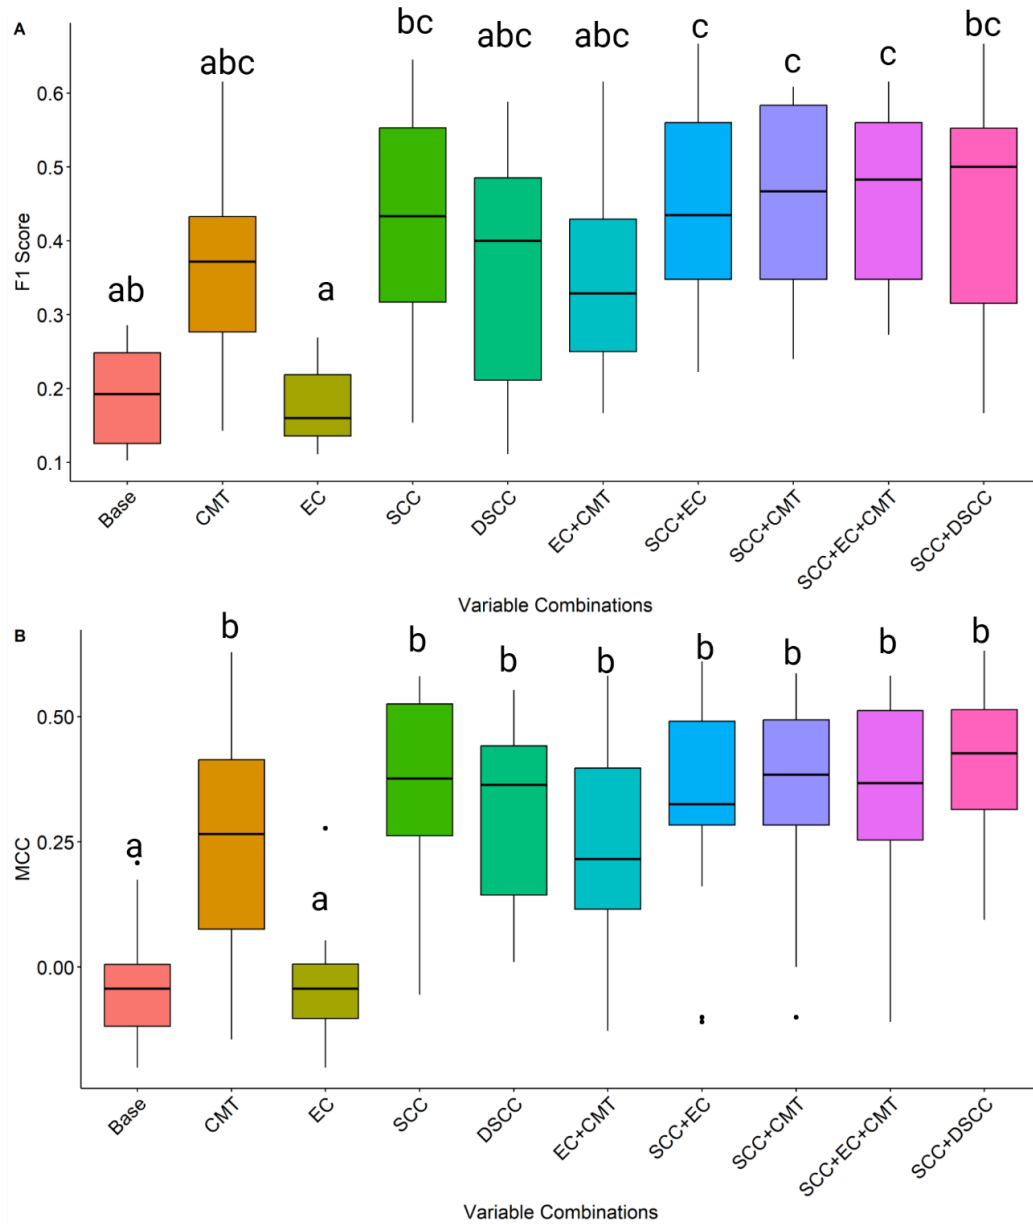 A
abc
bc
abc
abc
c
c
c
bc
ab
a
F1 Score
0.6
0.5
0.4
0.3
0.2
0.1
Base
CMT
EC
SCC
DSCC
EC+CMT
SCC+EC
SCC+CMT
SCC+EC+CMT
SCC+DSCC
Variable Combinations
B
a
b
a
b
b
b
b
b
b
b
MCC
0.50
0.25
0.00
Base
CMT
EC
SCC
DSCC
EC+CMT
SCC+EC
SCC+CMT
SCC+EC+CMT
SCC+DSCC
Variable Combinations